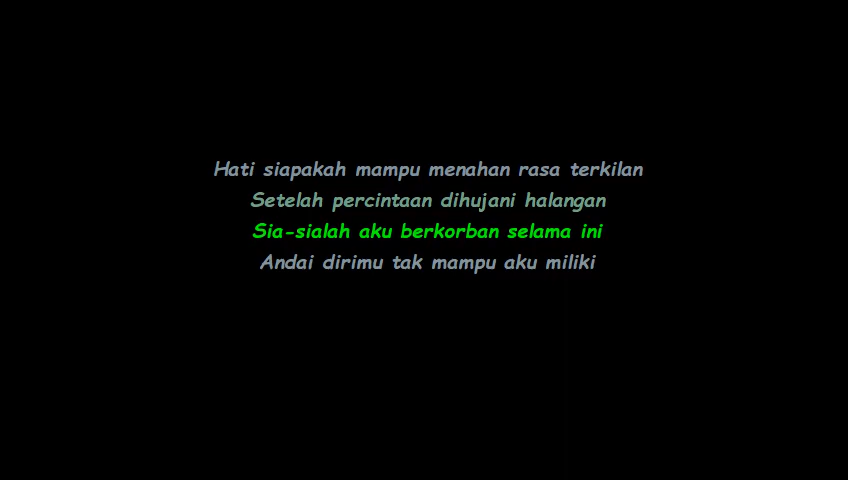 Hati siapakah mampu menahan rasa terkilan
Setelah percintaan dihujani halangan
Sia-sialah aku berkorban selama ini
Andai dirimu tak mampu aku miliki